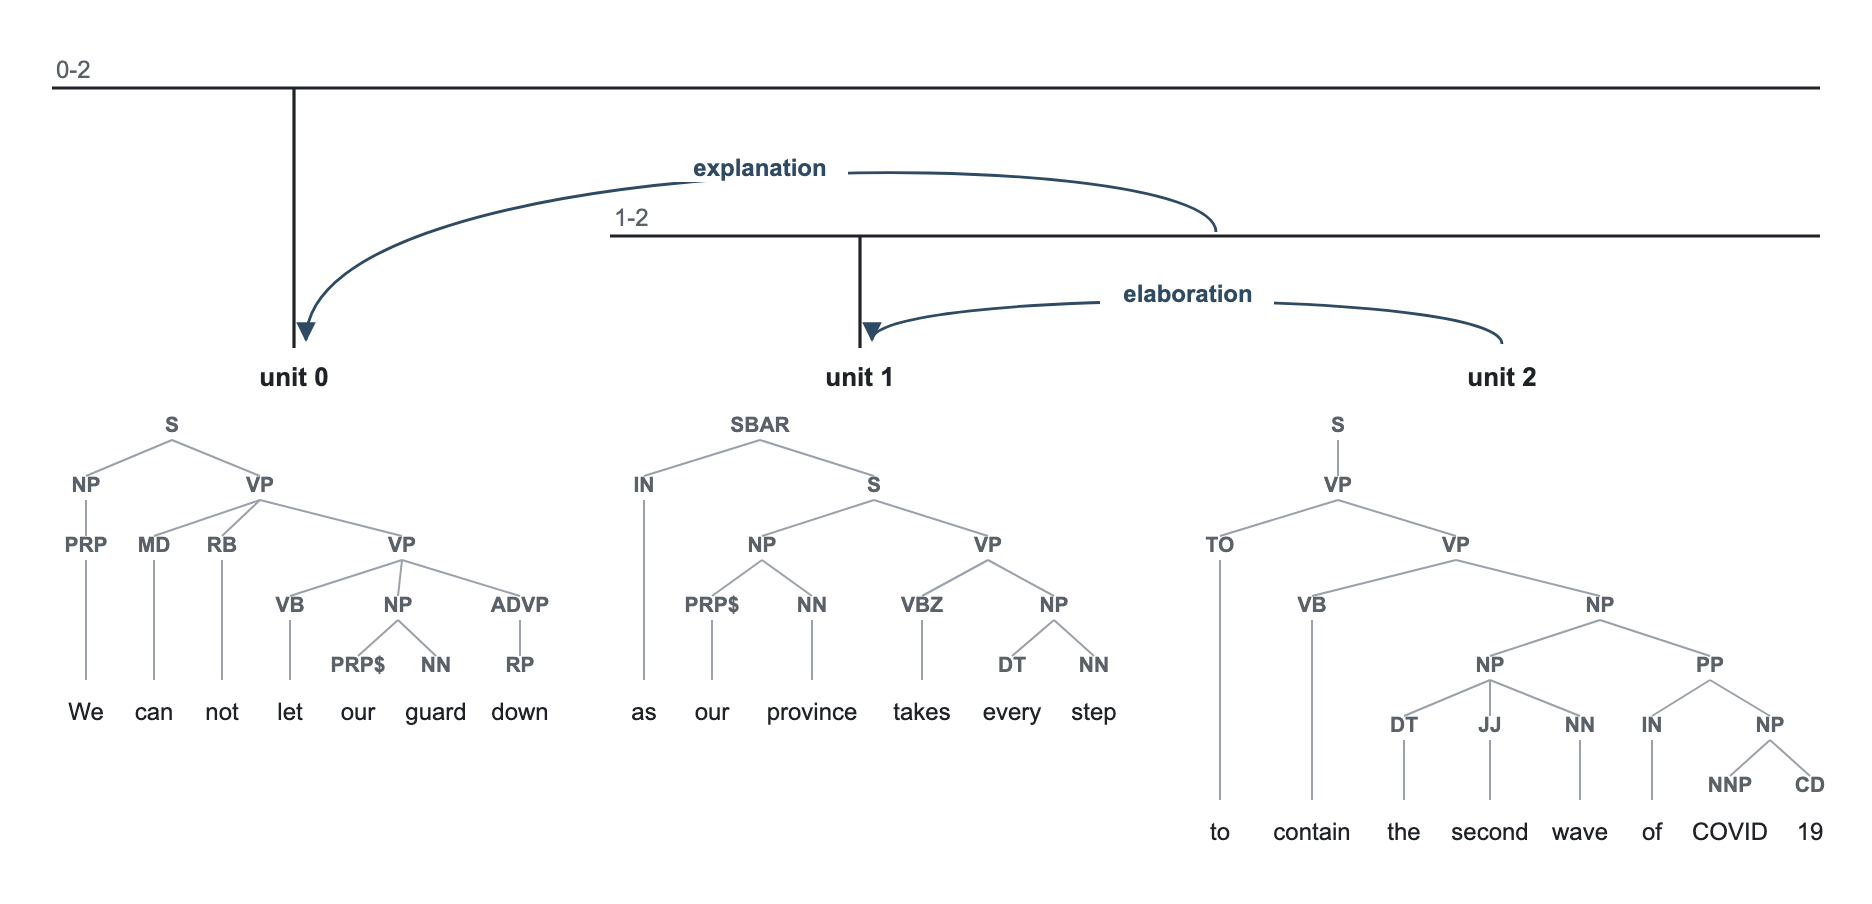 0-2
explanation
1-2
elaboration
unit 0 unit 1 unit 2
S SBAR S
NP VP IN S VP
PRP MD RB VP NP VP TO VP
VB NP ADVP PRP$ NN VBZ NP VB NP
PRP$ NN RP DT NN NP PP
We can not let our guard down as our province takes every step
DT JJ NN IN NP
NNP CD
to contain the second wave of COVID 19